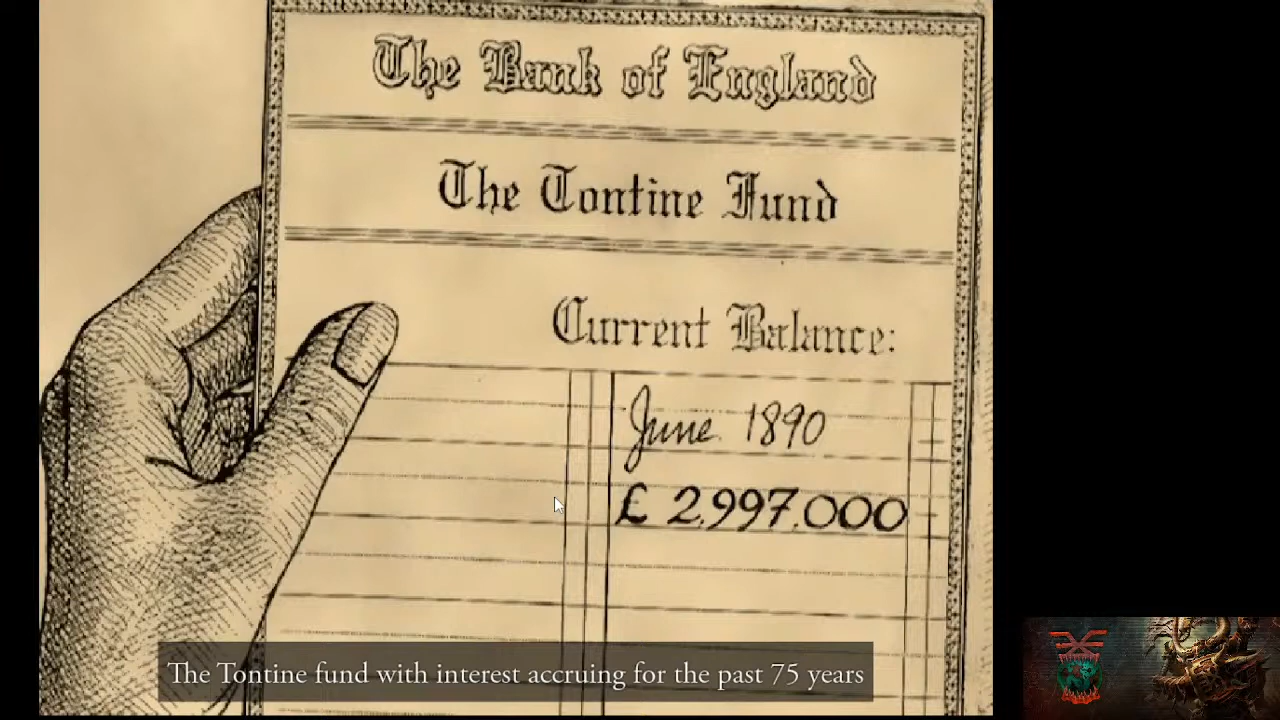 The Bank of England
The Tontine Fund
Current Balance:
June 1890
£ 2,997.000
The Tontine fund with interest accruing for the past 75 years